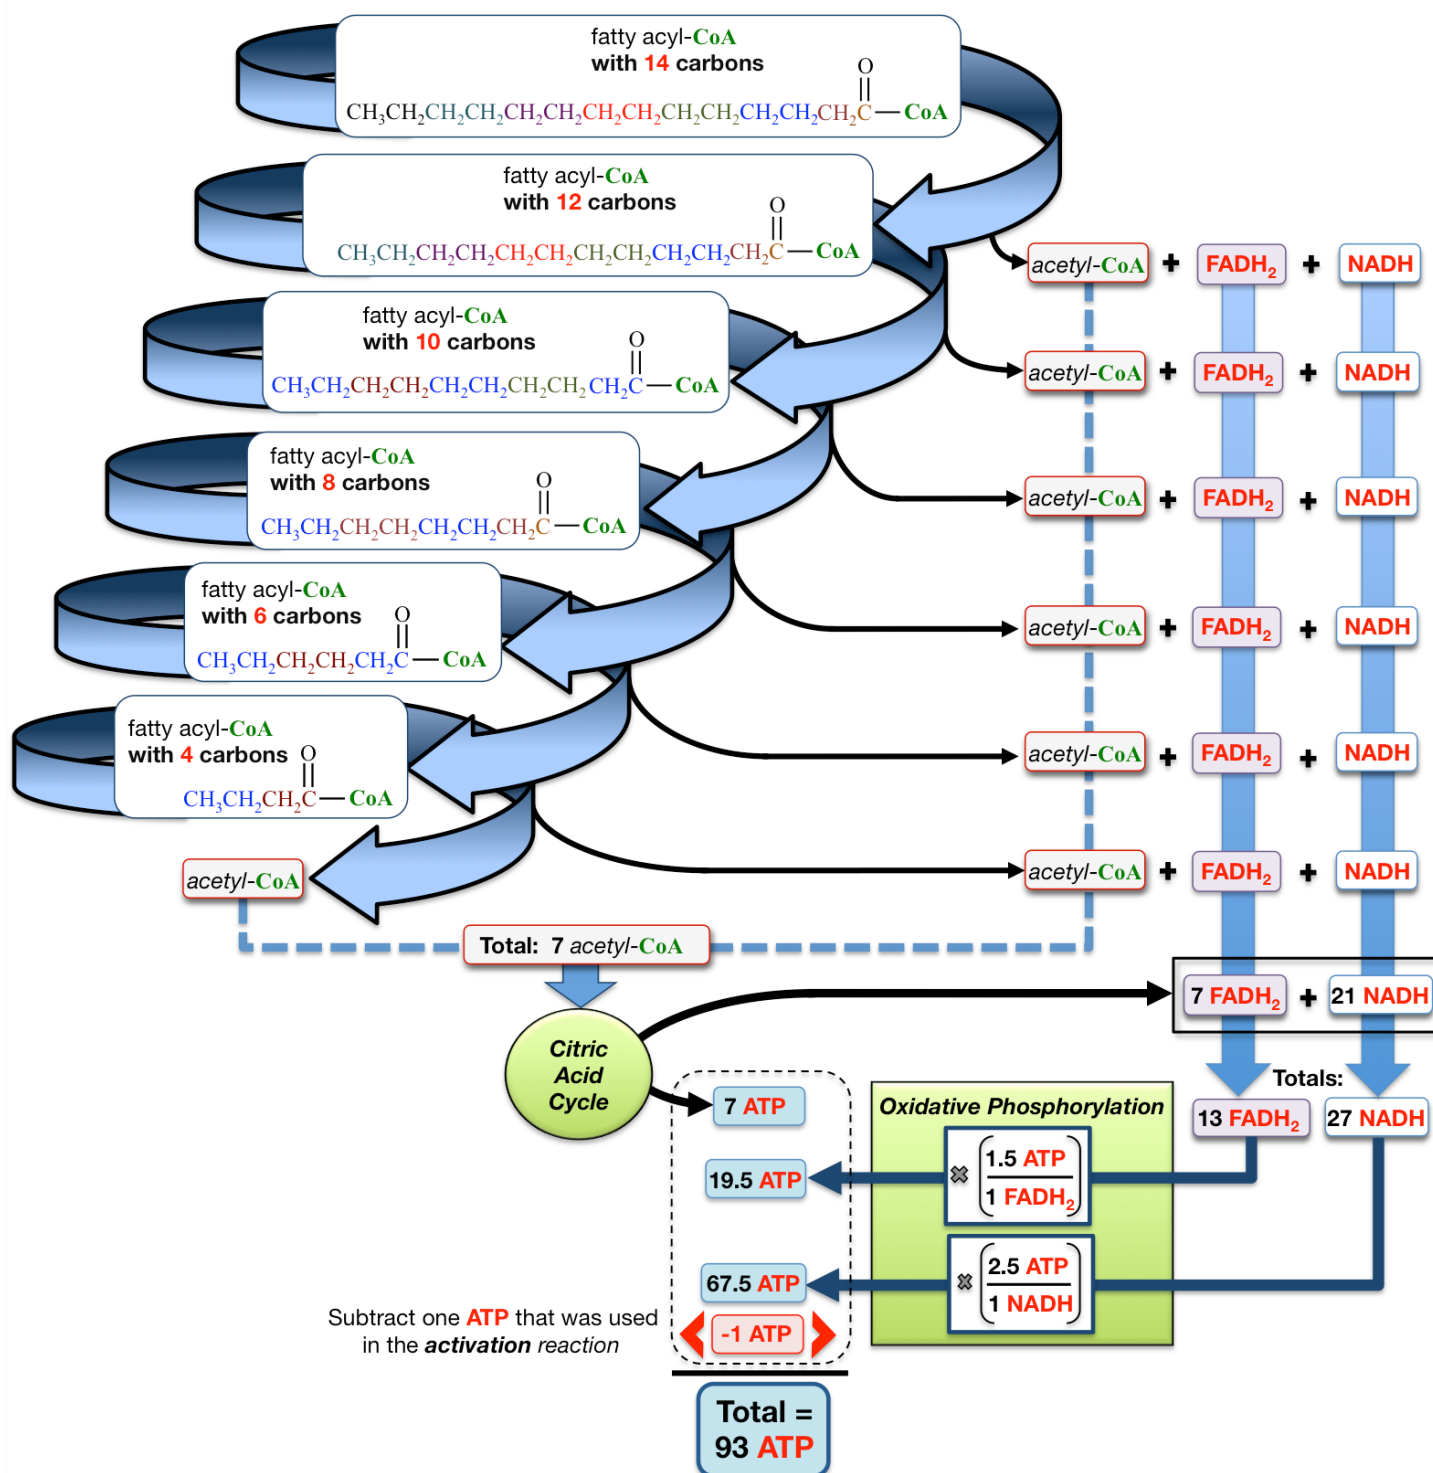 fatty acyl-CoA
with 14 carbons
O
CH₃CH₂CH₂CH₂CH₂CH₂CH₂CH₂CH₂CH₂CH₂CH₂CH₂C—CoA
fatty acyl-CoA
with 12 carbons
O
CH₃CH₂CH₂CH₂CH₂CH₂CH₂CH₂CH₂CH₂CH₂C—CoA
acetyl-CoA + FADH₂ + NADH
fatty acyl-CoA
with 10 carbons
O
CH₃CH₂CH₂CH₂CH₂CH₂CH₂CH₂CH₂C—CoA
acetyl-CoA + FADH₂ + NADH
fatty acyl-CoA
with 8 carbons
O
CH₃CH₂CH₂CH₂CH₂CH₂CH₂C—CoA
acetyl-CoA + FADH₂ + NADH
fatty acyl-CoA
with 6 carbons
O
CH₃CH₂CH₂CH₂CH₂C—CoA
acetyl-CoA + FADH₂ + NADH
fatty acyl-CoA
with 4 carbons
O
CH₃CH₂CH₂C—CoA
acetyl-CoA + FADH₂ + NADH
acetyl-CoA
acetyl-CoA + FADH₂ + NADH
Total: 7 acetyl-CoA
7 FADH₂ + 21 NADH
Citric
Acid
Cycle
Totals:
13 FADH₂ 27 NADH
7 ATP
Oxidative Phosphorylation
19.5 ATP
× (1.5 ATP
1 FADH₂)
67.5 ATP
× (2.5 ATP
1 NADH)
Subtract one ATP that was used
in the activation reaction
-1 ATP
Total =
93 ATP